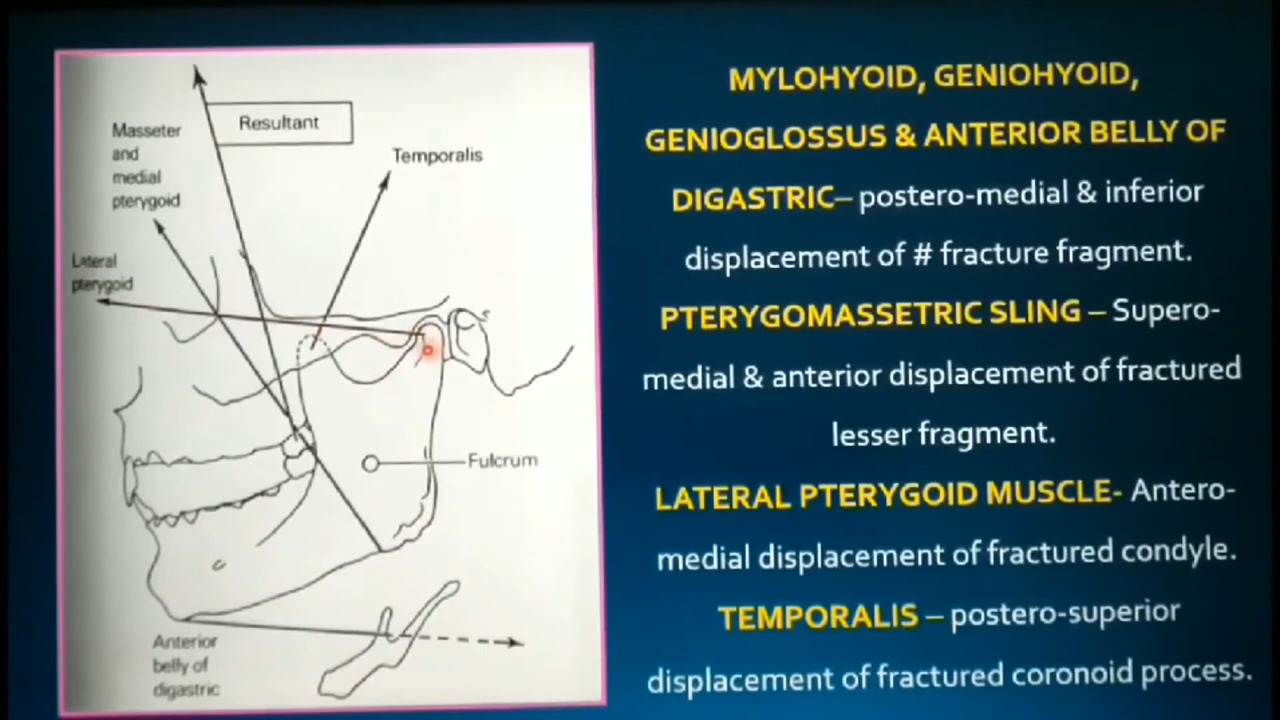 Resultant
Masseter
and
medial
pterygoid
Temporalis
Lateral
pterygoid
Fulcrum
Anterior
belly of
digastric
MYLOHYOID, GENIOHYOID,
GENIOGLOSSUS & ANTERIOR BELLY OF
DIGASTRIC– postero-medial & inferior
displacement of # fracture fragment.
PTERYGOMASSETRIC SLING – Supero-
medial & anterior displacement of fractured
lesser fragment.
LATERAL PTERYGOID MUSCLE- Antero-
medial displacement of fractured condyle.
TEMPORALIS – postero-superior
displacement of fractured coronoid process.